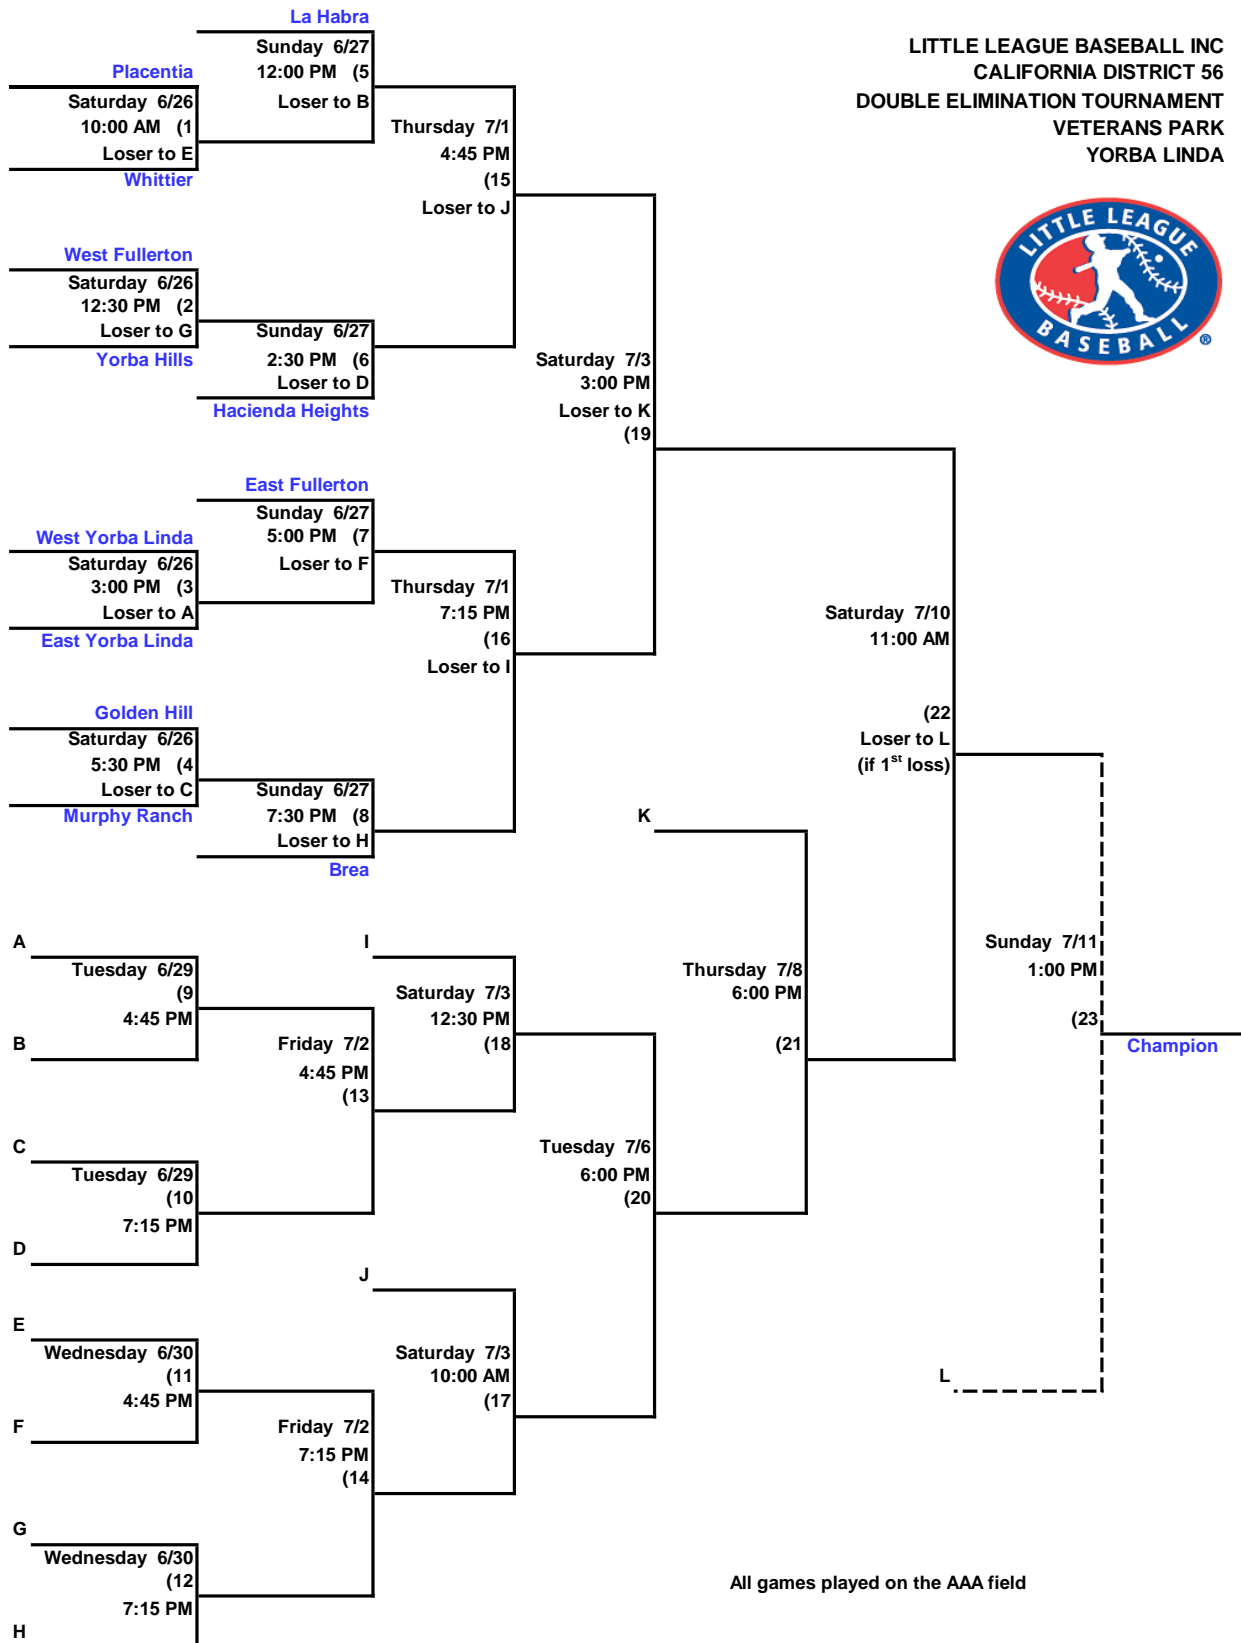 La Habra
Sunday 6/27
12:00 PM (5
Loser to B
LITTLE LEAGUE BASEBALL INC
CALIFORNIA DISTRICT 56
DOUBLE ELIMINATION TOURNAMENT
VETERANS PARK
YORBA LINDA
LITTLE LEAGUE
BASEBALL
®
Placentia
Saturday 6/26
10:00 AM (1
Loser to E
Whittier
Thursday 7/1
4:45 PM
(15
Loser to J
West Fullerton
Saturday 6/26
12:30 PM (2
Loser to G
Yorba Hills
Sunday 6/27
2:30 PM (6
Loser to D
Hacienda Heights
Saturday 7/3
3:00 PM
Loser to K
(19
East Fullerton
Sunday 6/27
5:00 PM (7
Loser to F
West Yorba Linda
Saturday 6/26
3:00 PM (3
Loser to A
East Yorba Linda
Thursday 7/1
7:15 PM
(16
Loser to I
Saturday 7/10
11:00 AM
(22
Loser to L
(if 1st loss)
Golden Hill
Saturday 6/26
5:30 PM (4
Loser to C
Murphy Ranch
Sunday 6/27
7:30 PM (8
Loser to H
Brea
K
A
Tuesday 6/29
(9
4:45 PM
B
I
Saturday 7/3
12:30 PM
(18
Friday 7/2
4:45 PM
(13
Thursday 7/8
6:00 PM
(21
Sunday 7/11
1:00 PM
(23
Champion
C
Tuesday 6/29
(10
7:15 PM
D
Tuesday 7/6
6:00 PM
(20
J
E
Wednesday 6/30
(11
4:45 PM
F
Saturday 7/3
10:00 AM
(17
L
Friday 7/2
7:15 PM
(14
G
Wednesday 6/30
(12
7:15 PM
H
All games played on the AAA field